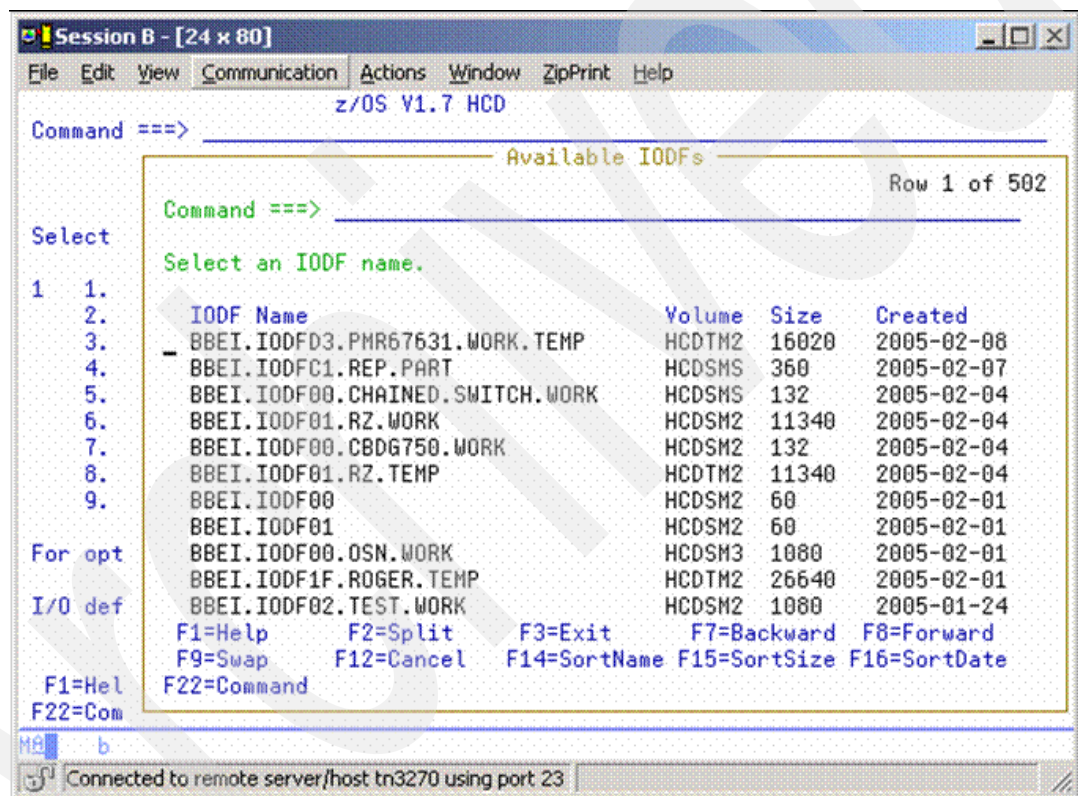 Session B - [24 x 80]
File Edit View Communication Actions Window ZipPrint Help
z/OS V1.7 HCD
Command ===>
Available IODFs
Row 1 of 502
Command ===>
Select
Select an IODF name.
1 1.
2. IODF Name Volume Size Created
3. _ BBEI.IODFD3.PMR67631.WORK.TEMP HCDTM2 16020 2005-02-08
4. BBEI.IODFC1.REP.PART HCDSMS 360 2005-02-07
5. BBEI.IODF00.CHAINED.SWITCH.WORK HCDSMS 132 2005-02-04
6. BBEI.IODF01.RZ.WORK HCDSM2 11340 2005-02-04
7. BBEI.IODF00.CBDG750.WORK HCDSM2 132 2005-02-04
8. BBEI.IODF01.RZ.TEMP HCDTM2 11340 2005-02-04
9. BBEI.IODF00 HCDSM2 60 2005-02-01
BBEI.IODF01 HCDSM2 60 2005-02-01
For opt BBEI.IODF00.OSN.WORK HCDSM3 1080 2005-02-01
BBEI.IODF1F.ROGER.TEMP HCDTM2 26640 2005-02-01
I/O def BBEI.IODF02.TEST.WORK HCDSM2 1080 2005-01-24
F1=Help F2=Split F3=Exit F7=Backward F8=Forward
F9=Swap F12=Cancel F14=SortName F15=SortSize F16=SortDate
F1=Hel F22=Command
F22=Com
b
Connected to remote server/host tn3270 using port 23